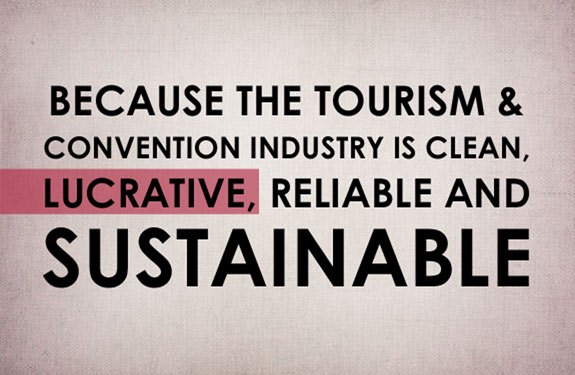 BECAUSE THE TOURISM &
CONVENTION INDUSTRY IS CLEAN,
LUCRATIVE, RELIABLE AND
SUSTAINABLE